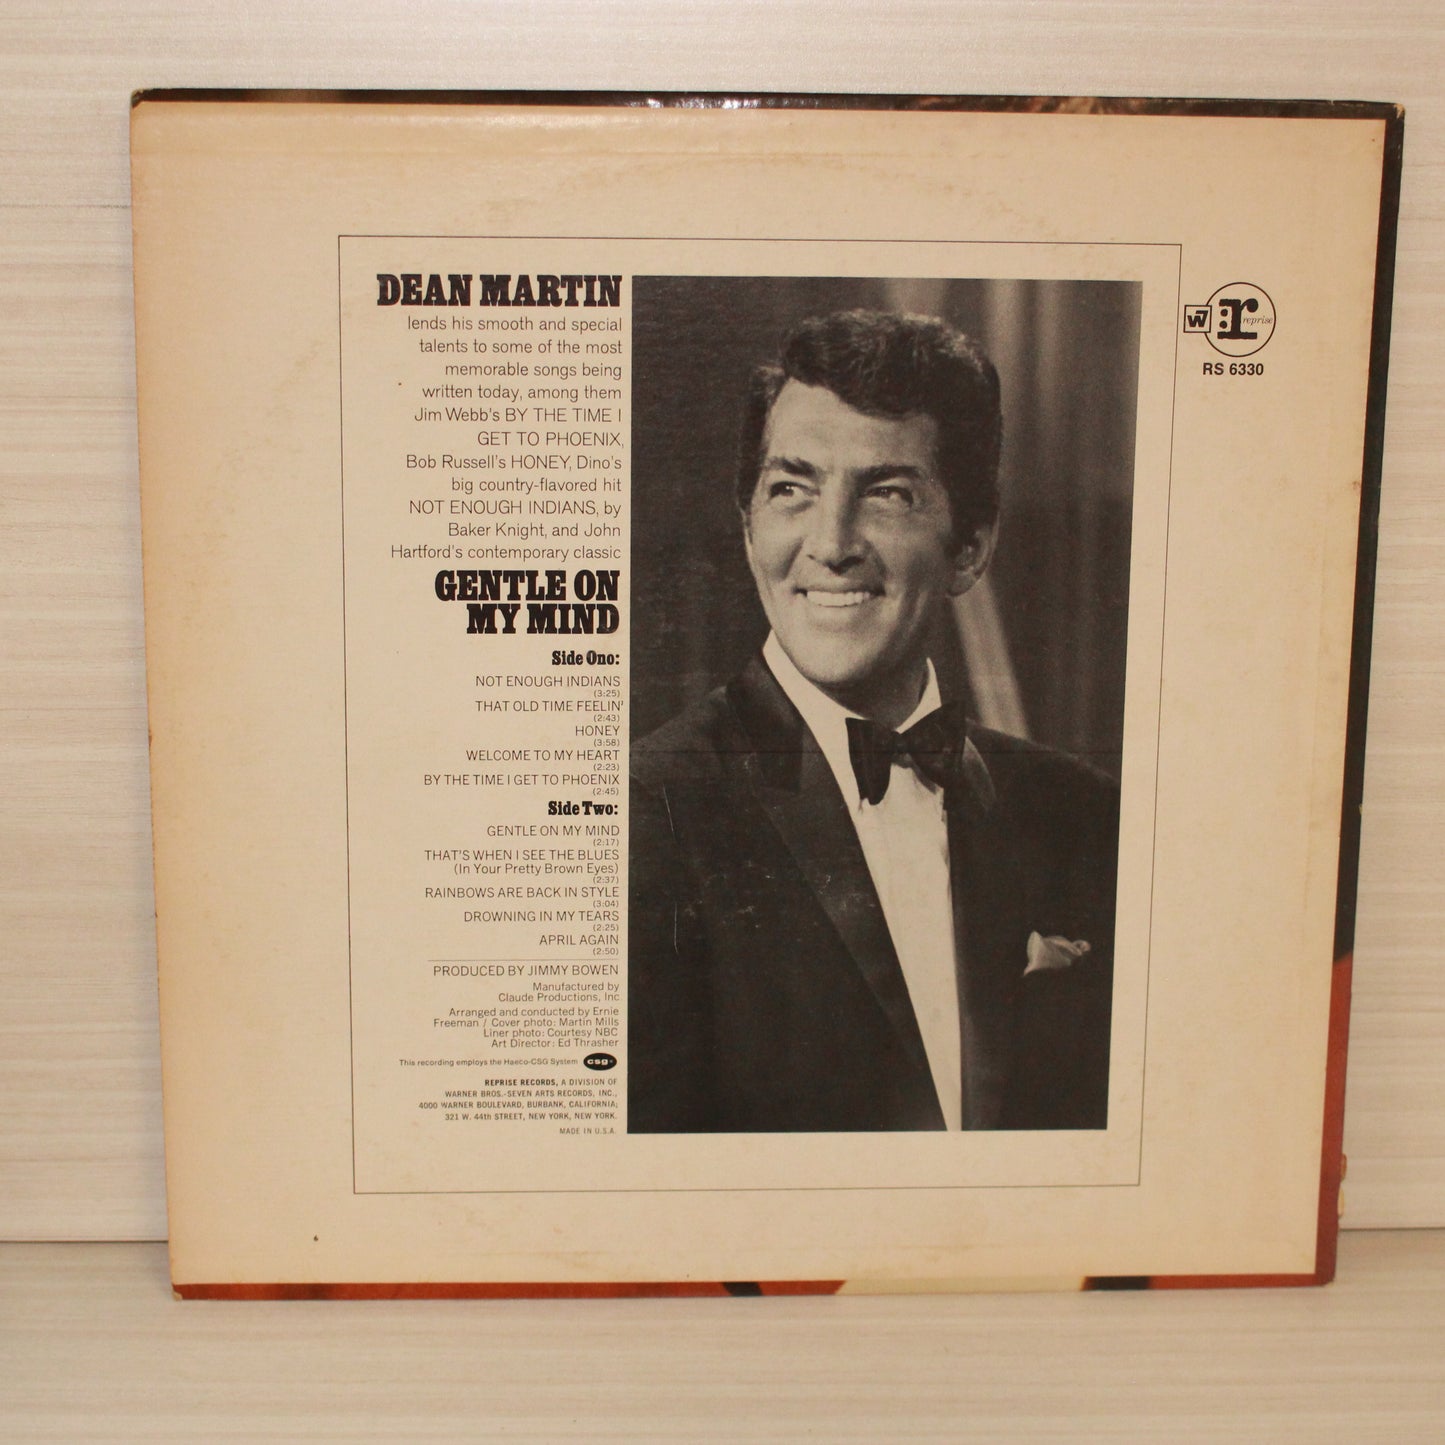 DEAN MARTIN
lends his smooth and special
talents to some of the most
memorable songs being
written today, among them
Jim Webb's BY THE TIME I
GET TO PHOENIX,
Bob Russell's HONEY, Dino's
big country-flavored hit
NOT ENOUGH INDIANS, by
Baker Knight, and John
Hartford's contemporary classic
GENTLE ON
MY MIND
Side One:
NOT ENOUGH INDIANS
(3:25)
THAT OLD TIME FEELIN'
(2:43)
HONEY
(3:58)
WELCOME TO MY HEART
(2:23)
BY THE TIME I GET TO PHOENIX
(2:45)
Side Two:
GENTLE ON MY MIND
(2:17)
THAT'S WHEN I SEE THE BLUES
(In Your Pretty Brown Eyes)
(2:37)
RAINBOWS ARE BACK IN STYLE
(3:04)
DROWNING IN MY TEARS
(2:25)
APRIL AGAIN
(2:50)
PRODUCED BY JIMMY BOWEN
Manufactured by
Claude Productions, Inc
Arranged and conducted by Ernie
Freeman / Cover photo: Martin Mills
Liner photo: Courtesy NBC
Art Director: Ed Thrasher
This recording employs the Haeco-CSG System csg
REPRISE RECORDS, A DIVISION OF
WARNER BROS.-SEVEN ARTS RECORDS, INC.,
4000 WARNER BOULEVARD, BURBANK, CALIFORNIA;
321 W. 44th STREET, NEW YORK, NEW YORK.
MADE IN U.S.A.
W7 r: reprise
RS 6330